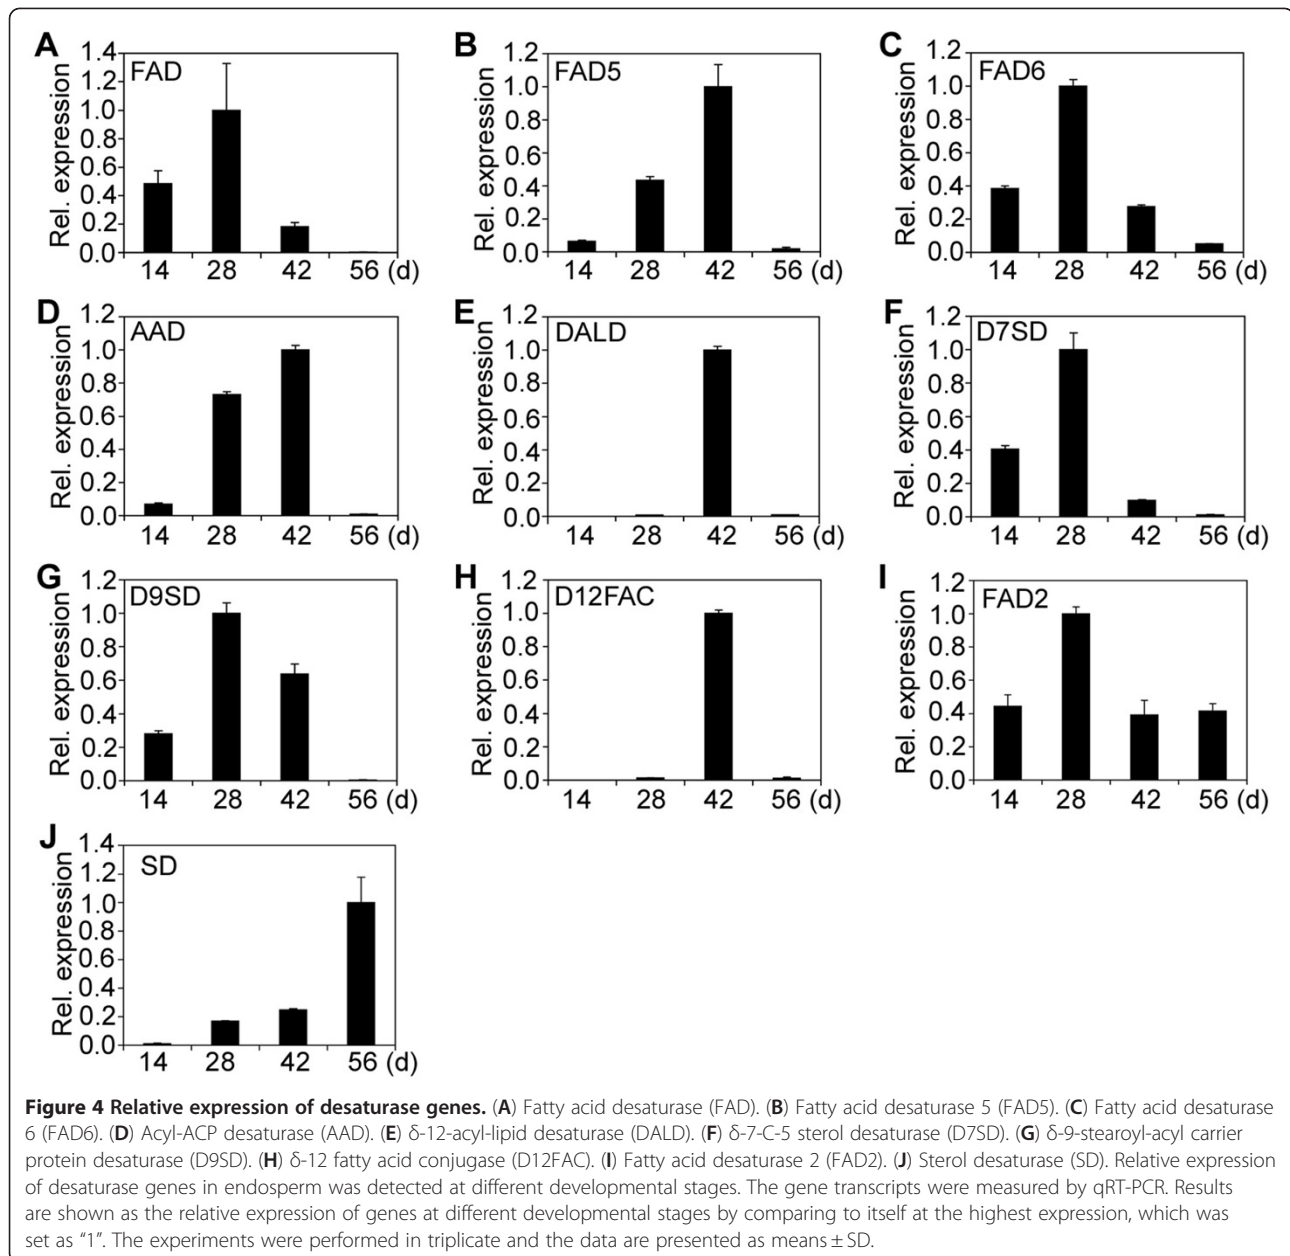 A
FAD
Rel. expression
1.4
1.2
1.0
0.8
0.6
0.4
0.2
0.0
14 28 42 56 (d)
B
FAD5
Rel. expression
1.2
1.0
0.8
0.6
0.4
0.2
0
14 28 42 56 (d)
C
FAD6
Rel. expression
1.2
1.0
0.8
0.6
0.4
0.2
0.0
14 28 42 56 (d)
D
AAD
Rel. expression
1.2
1.0
0.8
0.6
0.4
0.2
0.0
14 28 42 56 (d)
E
DALD
Rel. expression
1.2
1.0
0.8
0.6
0.4
0.2
0.0
14 28 42 56 (d)
F
D7SD
Rel. expression
1.2
1.0
0.8
0.6
0.4
0.2
0.0
14 28 42 56 (d)
G
D9SD
Rel. expression
1.2
1.0
0.8
0.6
0.4
0.2
0.0
14 28 42 56 (d)
H
D12FAC
Rel. expression
1.2
1.0
0.8
0.6
0.4
0.2
0.0
14 28 42 56 (d)
I
FAD2
Rel. expression
1.2
1.0
0.8
0.6
0.4
0.2
0.0
14 28 42 56 (d)
J
SD
Rel. expression
1.4
1.2
1.0
0.8
0.6
0.4
0.2
0.0
14 28 42 56 (d)
Figure 4 Relative expression of desaturase genes. (A) Fatty acid desaturase (FAD). (B) Fatty acid desaturase 5 (FAD5). (C) Fatty acid desaturase
6 (FAD6). (D) Acyl-ACP desaturase (AAD). (E) δ-12-acyl-lipid desaturase (DALD). (F) δ-7-C-5 sterol desaturase (D7SD). (G) δ-9-stearoyl-acyl carrier
protein desaturase (D9SD). (H) δ-12 fatty acid conjugase (D12FAC). (I) Fatty acid desaturase 2 (FAD2). (J) Sterol desaturase (SD). Relative expression
of desaturase genes in endosperm was detected at different developmental stages. The gene transcripts were measured by qRT-PCR. Results
are shown as the relative expression of genes at different developmental stages by comparing to itself at the highest expression, which was
set as “1”. The experiments were performed in triplicate and the data are presented as means ± SD.